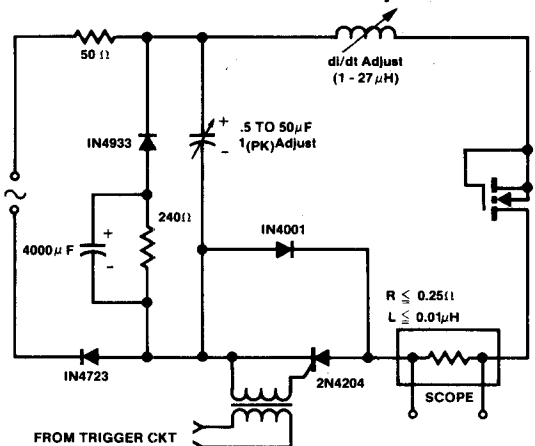 50 Ω
di/dt Adjust
(1 - 27 μH)
IN4933
+
.5 TO 50μF
I(PK)Adjust
-
240Ω
+
4000μF
-
IN4001
R ≦ 0.25Ω
L ≦ 0.01μH
IN4723
2N4204
SCOPE
FROM TRIGGER CKT